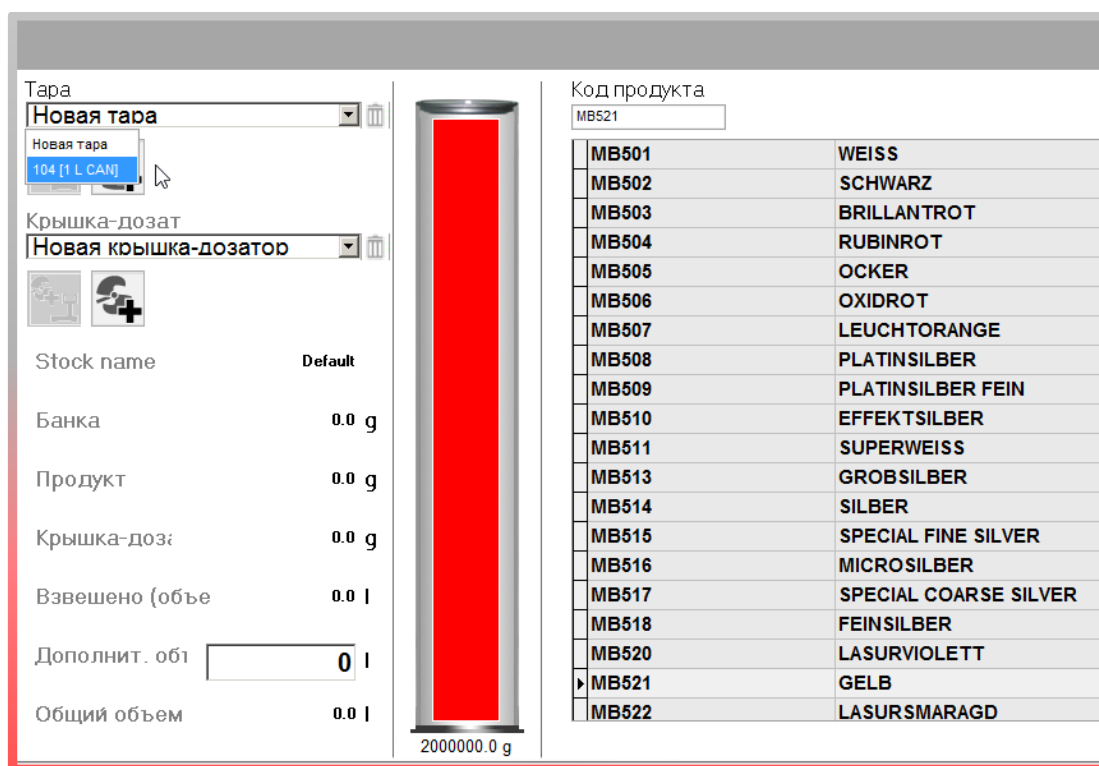 Тара
Новая тара
Новая тара
104 [1 L CAN]
Крышка-дозат
Новая крышка-дозатор
Stock name Default
Банка 0.0 g
Продукт 0.0 g
Крышка-доза 0.0 g
Взвешено (объе 0.0 l
Дополнит. объ 0 l
Общий объем 0.0 l
2000000.0 g
Код продукта
MB521
MB501 WEISS
MB502 SCHWARZ
MB503 BRILLANTROT
MB504 RUBINROT
MB505 OCKER
MB506 OXIDROT
MB507 LEUCHTORANGE
MB508 PLATINSILBER
MB509 PLATINSILBER FEIN
MB510 EFFEKTSILBER
MB511 SUPERWEISS
MB513 GROBSILBER
MB514 SILBER
MB515 SPECIAL FINE SILVER
MB516 MICROSILBER
MB517 SPECIAL COARSE SILVER
MB518 FEINSILBER
MB520 LASURVIOLETT
MB521 GELB
MB522 LASURSMARAGD